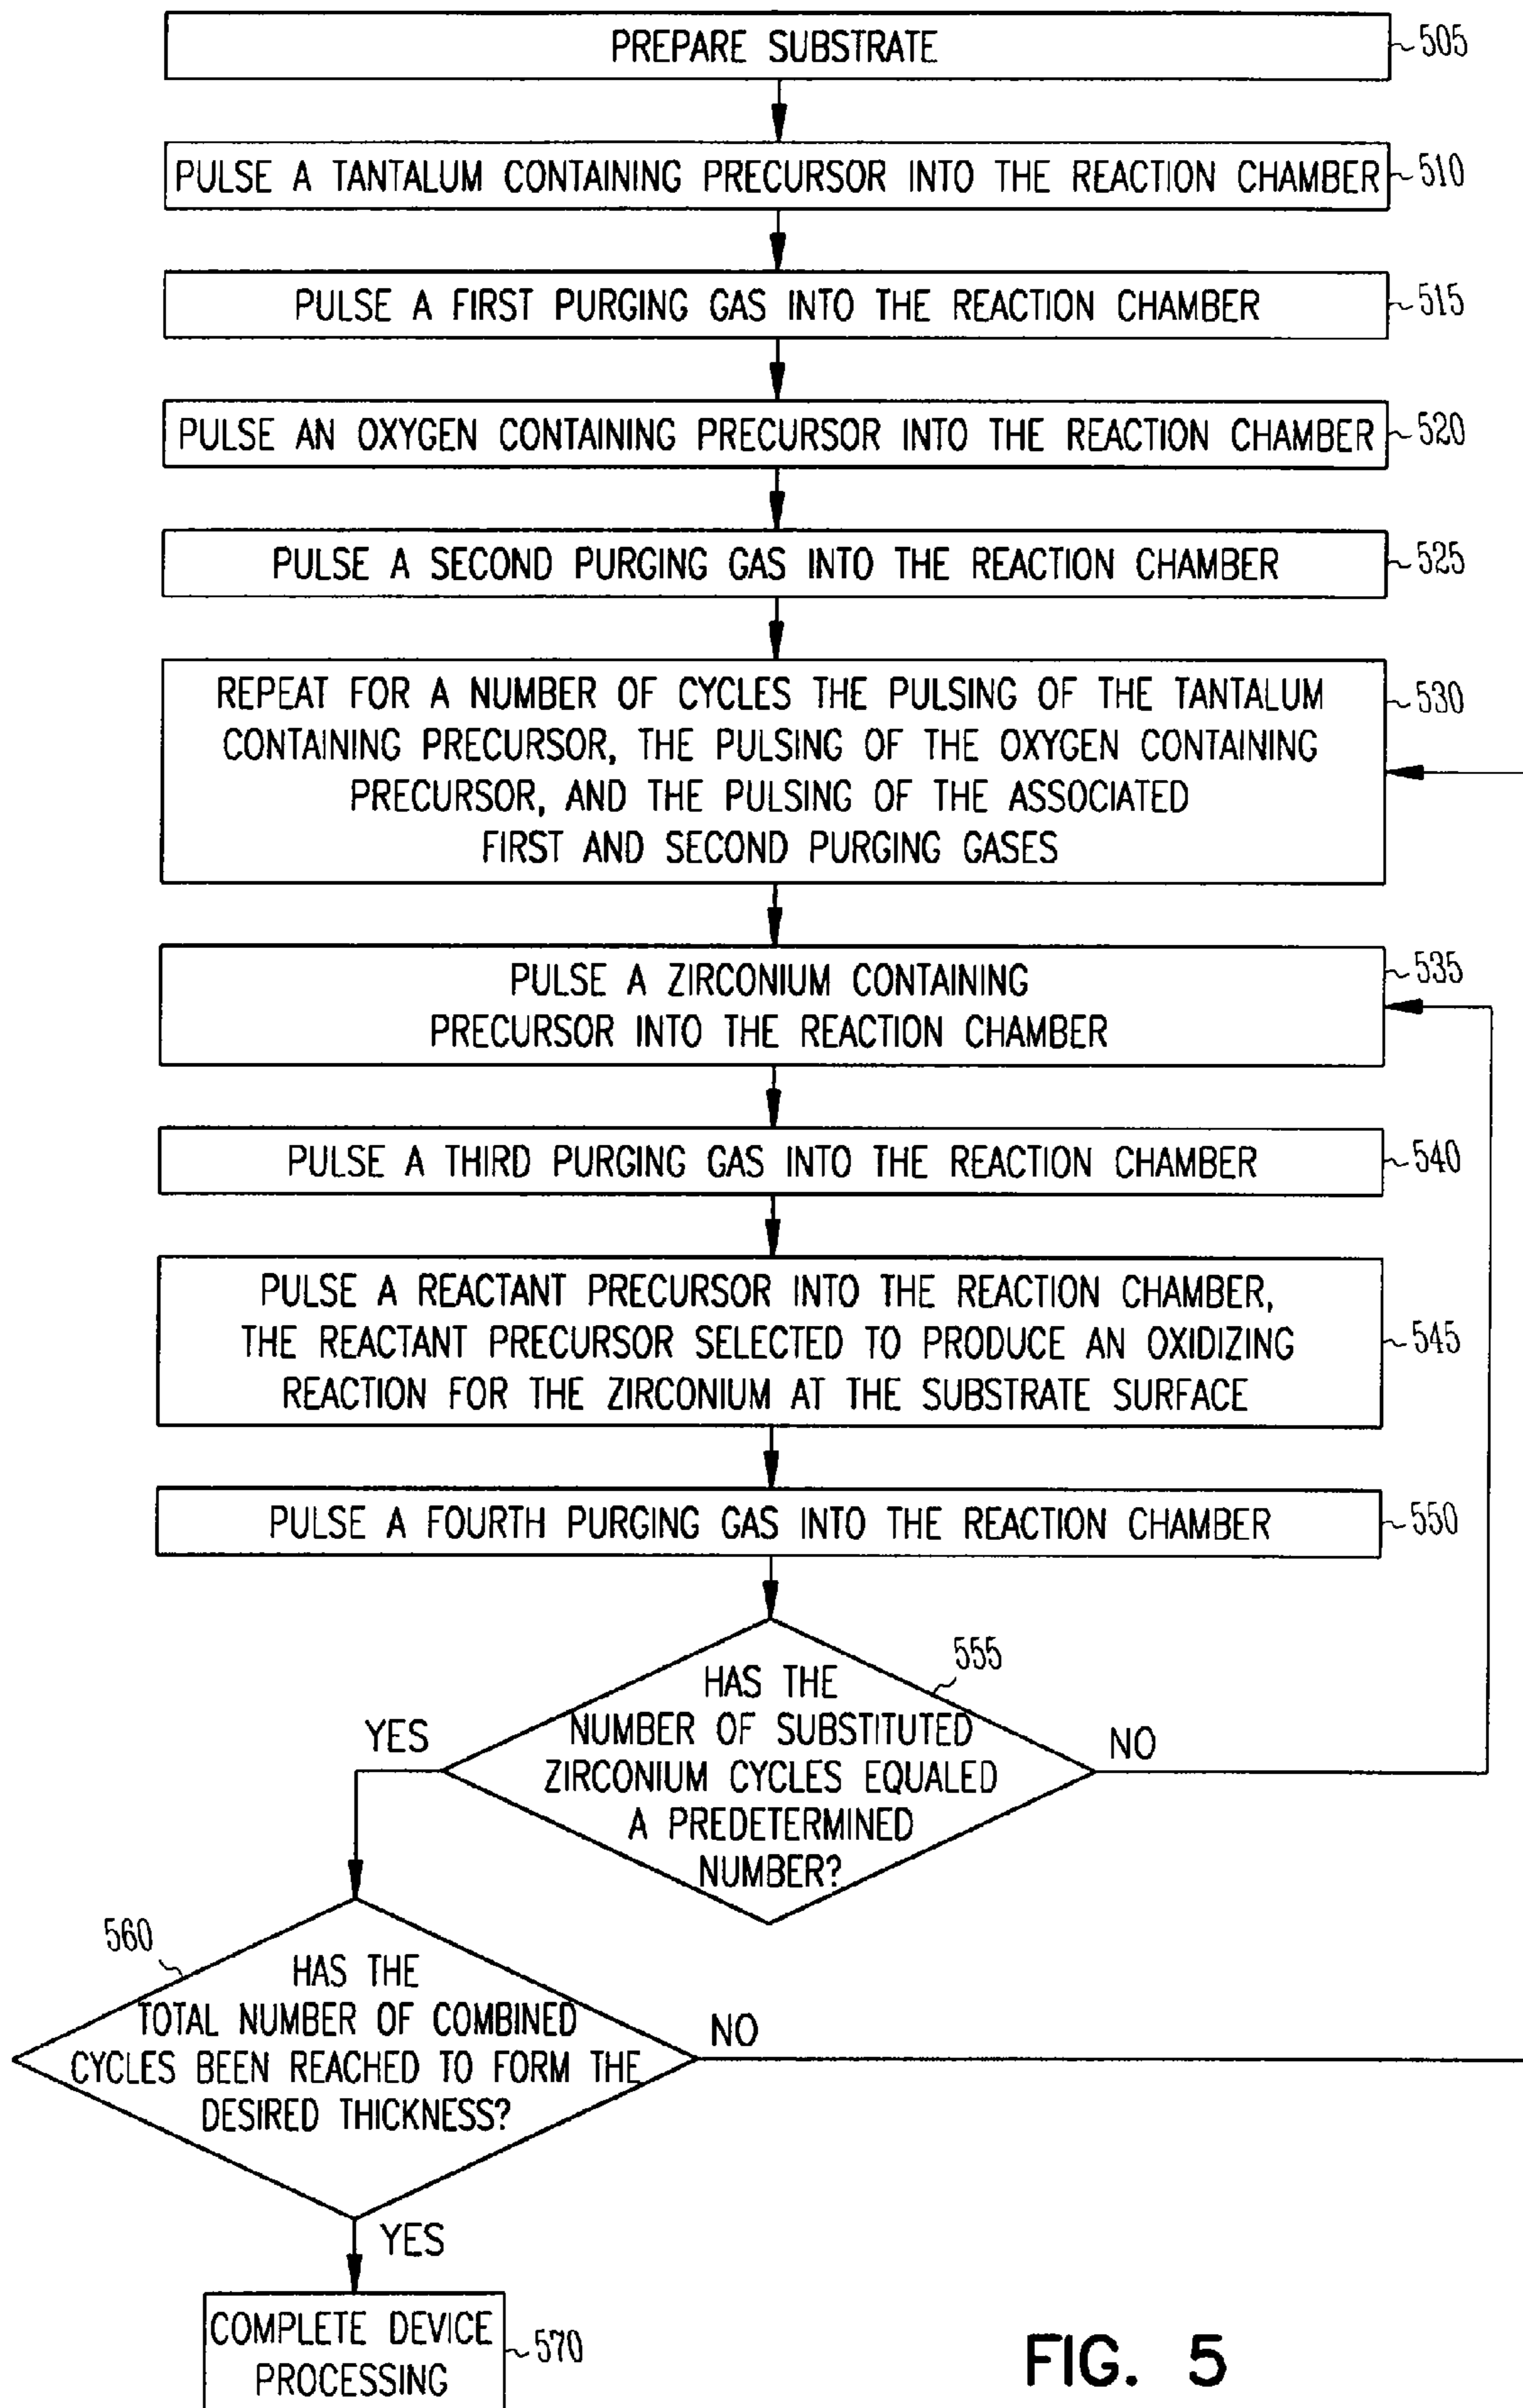 PREPARE SUBSTRATE
505
PULSE A TANTALUM CONTAINING PRECURSOR INTO THE REACTION CHAMBER
510
PULSE A FIRST PURGING GAS INTO THE REACTION CHAMBER
515
PULSE AN OXYGEN CONTAINING PRECURSOR INTO THE REACTION CHAMBER
520
PULSE A SECOND PURGING GAS INTO THE REACTION CHAMBER
525
REPEAT FOR A NUMBER OF CYCLES THE PULSING OF THE TANTALUM
CONTAINING PRECURSOR, THE PULSING OF THE OXYGEN CONTAINING
PRECURSOR, AND THE PULSING OF THE ASSOCIATED
FIRST AND SECOND PURGING GASES
530
PULSE A ZIRCONIUM CONTAINING
PRECURSOR INTO THE REACTION CHAMBER
535
PULSE A THIRD PURGING GAS INTO THE REACTION CHAMBER
540
PULSE A REACTANT PRECURSOR INTO THE REACTION CHAMBER,
THE REACTANT PRECURSOR SELECTED TO PRODUCE AN OXIDIZING
REACTION FOR THE ZIRCONIUM AT THE SUBSTRATE SURFACE
545
PULSE A FOURTH PURGING GAS INTO THE REACTION CHAMBER
550
555
HAS THE
NUMBER OF SUBSTITUTED
ZIRCONIUM CYCLES EQUALED
A PREDETERMINED
NUMBER?
YES
NO
560
HAS THE
TOTAL NUMBER OF COMBINED
CYCLES BEEN REACHED TO FORM THE
DESIRED THICKNESS?
NO
YES
COMPLETE DEVICE
PROCESSING
570
FIG. 5